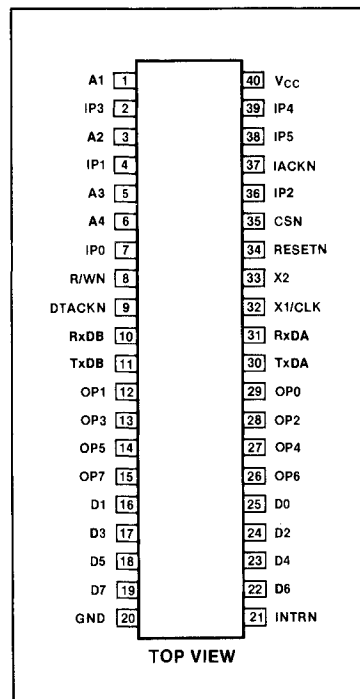 A1 1 40 VCC
IP3 2 39 IP4
A2 3 38 IP5
IP1 4 37 IACKN
A3 5 36 IP2
A4 6 35 CSN
IP0 7 34 RESETN
R/WN 8 33 X2
DTACKN 9 32 X1/CLK
RxDB 10 31 RxDA
TxDB 11 30 TxDA
OP1 12 29 OP0
OP3 13 28 OP2
OP5 14 27 OP4
OP7 15 26 OP6
D1 16 25 D0
D3 17 24 D2
D5 18 23 D4
D7 19 22 D6
GND 20 21 INTRN
TOP VIEW